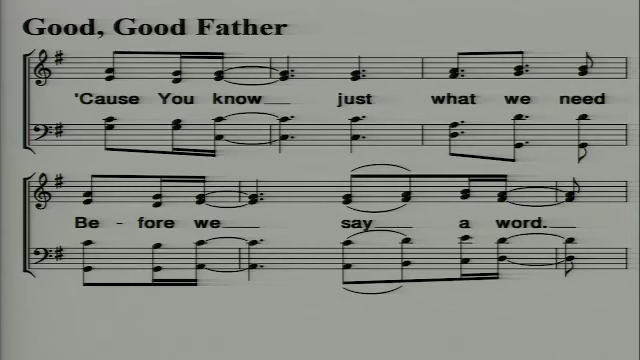 Good, Good Father
'Cause You know just what we need
Be - fore we say a word.